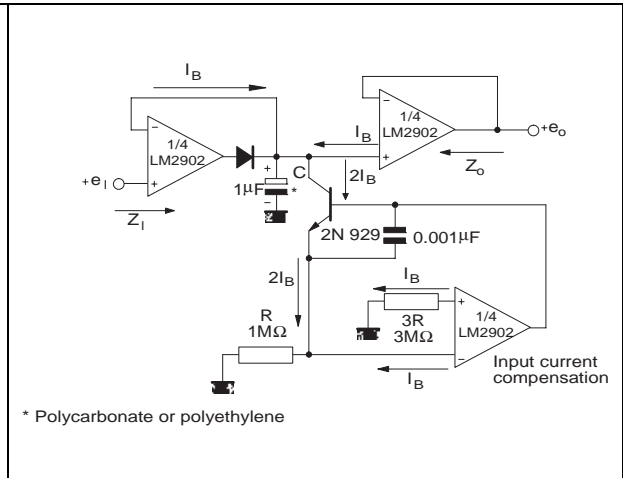 I_B
1/4
LM2902
+e_I
Z_I
I_B
1/4
LM2902
+e_o
Z_o
C
1μF
*
2I_B
2N 929
0.001μF
2I_B
I_B
R
1MΩ
3R
3MΩ
1/4
LM2902
I_B
Input current
compensation
* Polycarbonate or polyethylene